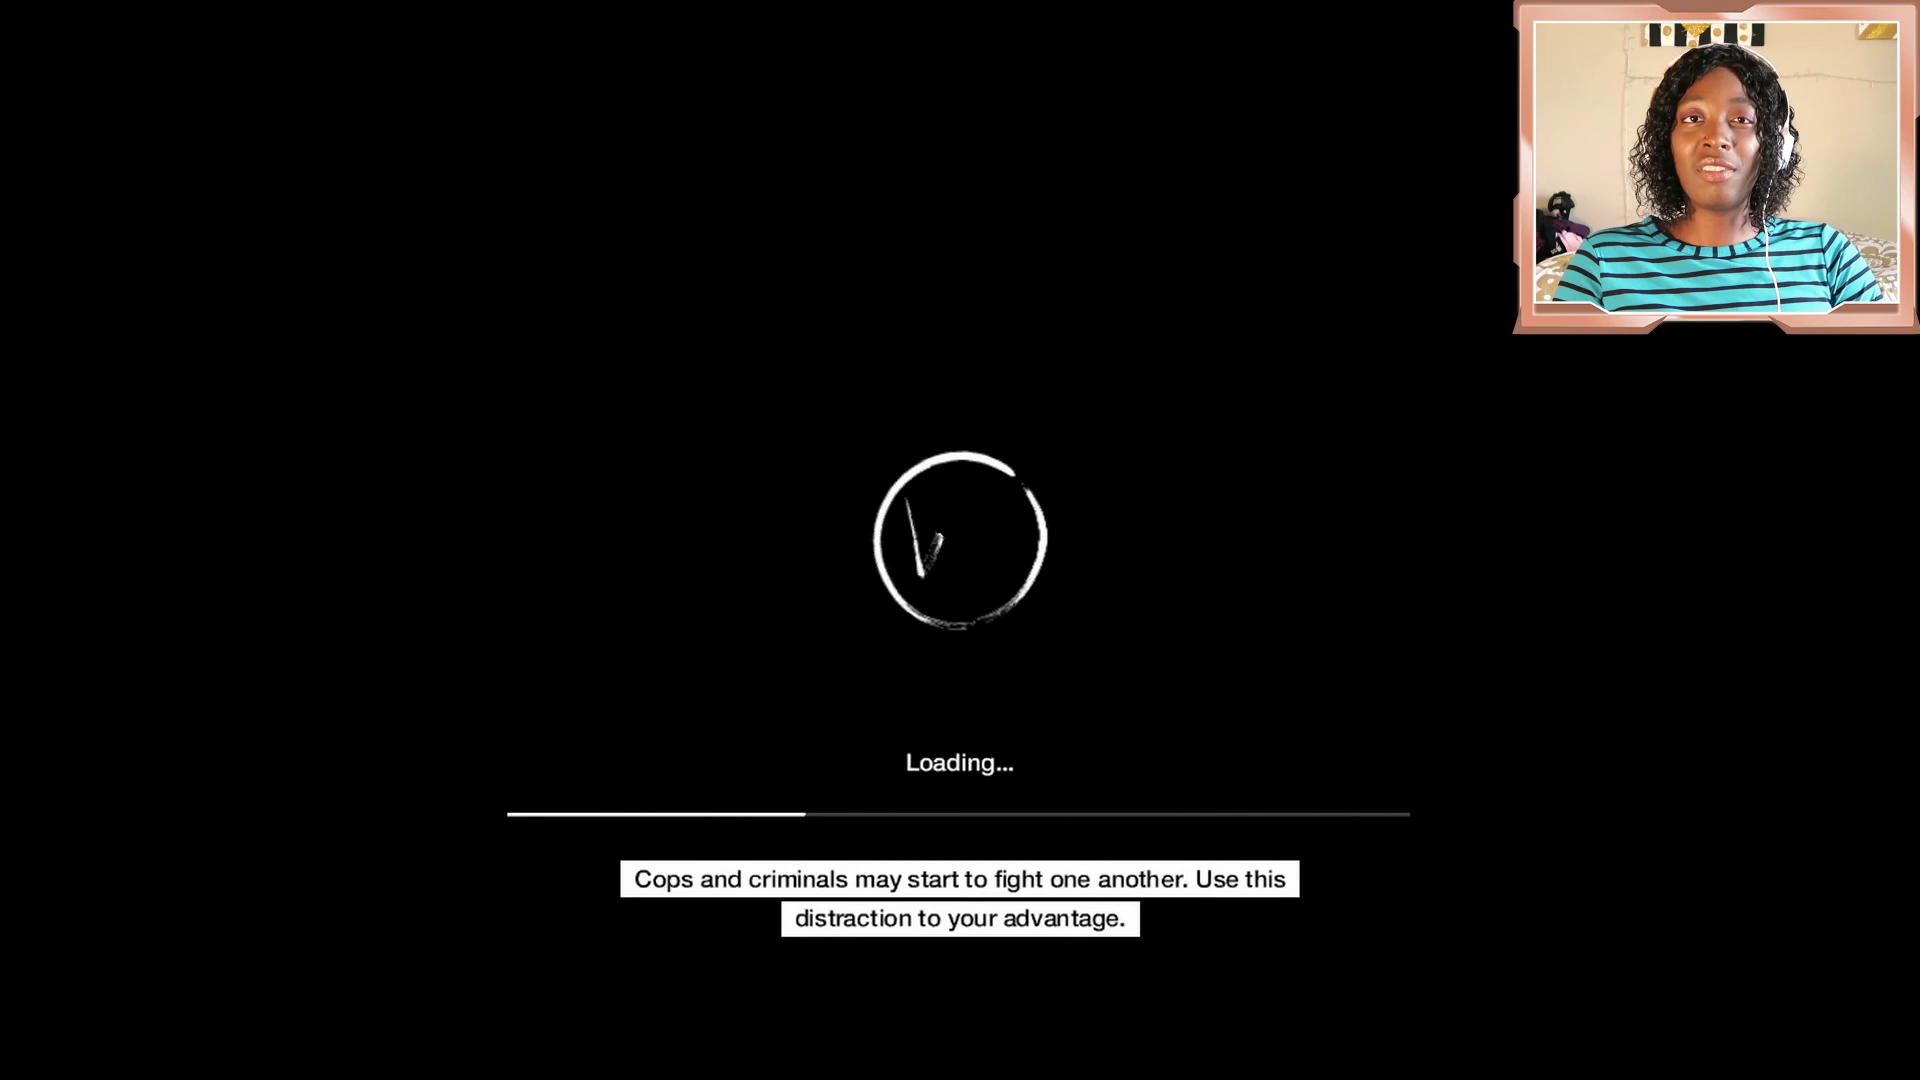 Loading...
Cops and criminals may start to fight one another. Use this
distraction to your advantage.